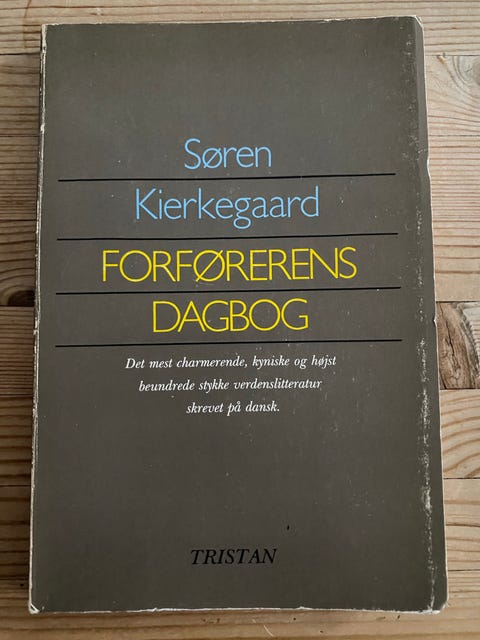 Søren
Kierkegaard
FORFØRERENS
DAGBOG
Det mest charmerende, kyniske og højst
beundrede stykke verdenslitteratur
skrevet på dansk.
TRISTAN